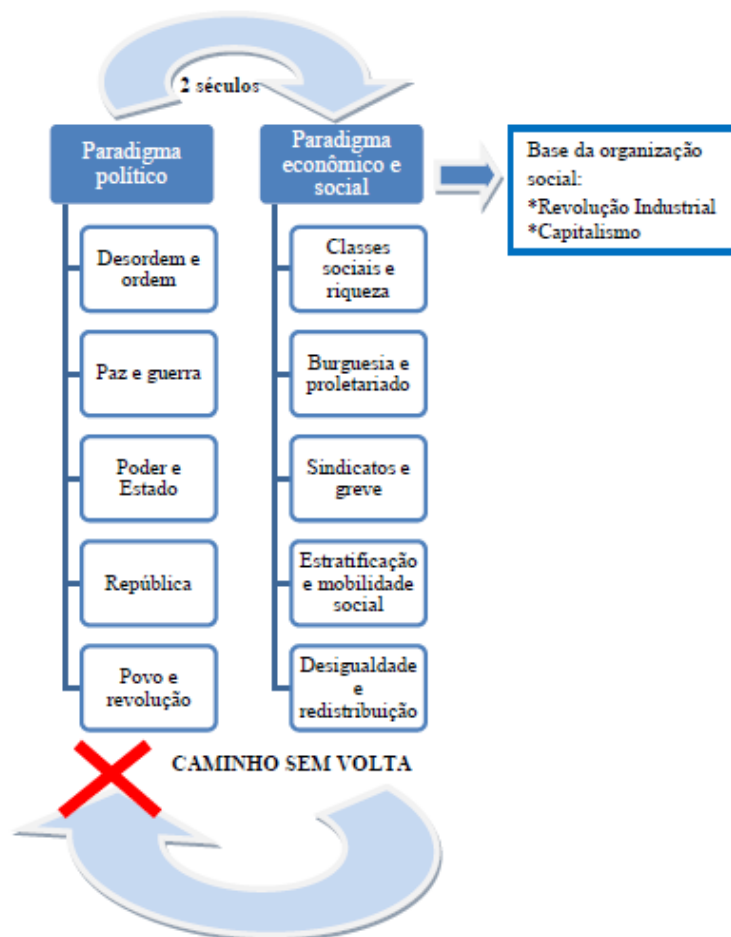 2 séculos
Paradigma
político
Desordem e
ordem
Paz e guerra
Poder e
Estado
República
Povo e
revolução
Paradigma
econômico e
social
Classes
sociais e
riqueza
Burguesia e
proletariado
Sindicatos e
greve
Estratificação
e mobilidade
social
Desigualdade
e
redistribuição
Base da organização
social:
*Revolução Industrial
*Capitalismo
CAMINHO SEM VOLTA